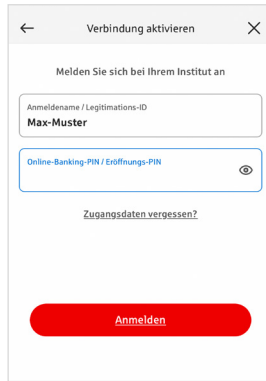 Verbindung aktivieren
Melden Sie sich bei Ihrem Institut an
Anmeldename / Legitimations-ID
Max-Muster
Online-Banking-PIN / Eröffnungs-PIN
Zugangsdaten vergessen?
Anmelden